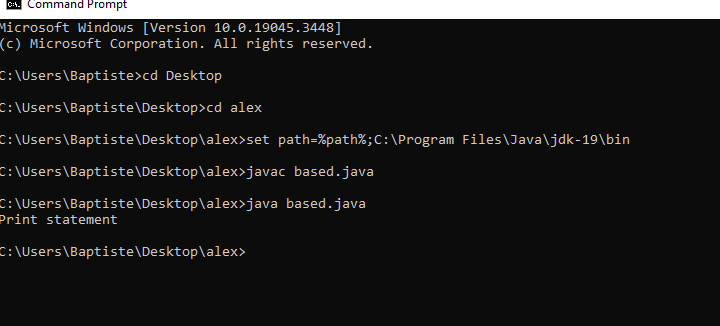 Command Prompt
Microsoft Windows [Version 10.0.19045.3448]
(c) Microsoft Corporation. All rights reserved.
C:\Users\Baptiste>cd Desktop
C:\Users\Baptiste\Desktop>cd alex
C:\Users\Baptiste\Desktop\alex>set path=%path%;C:\Program Files\Java\jdk-19\bin
C:\Users\Baptiste\Desktop\alex>javac based.java
C:\Users\Baptiste\Desktop\alex>java based.java
Print statement
C:\Users\Baptiste\Desktop\alex>